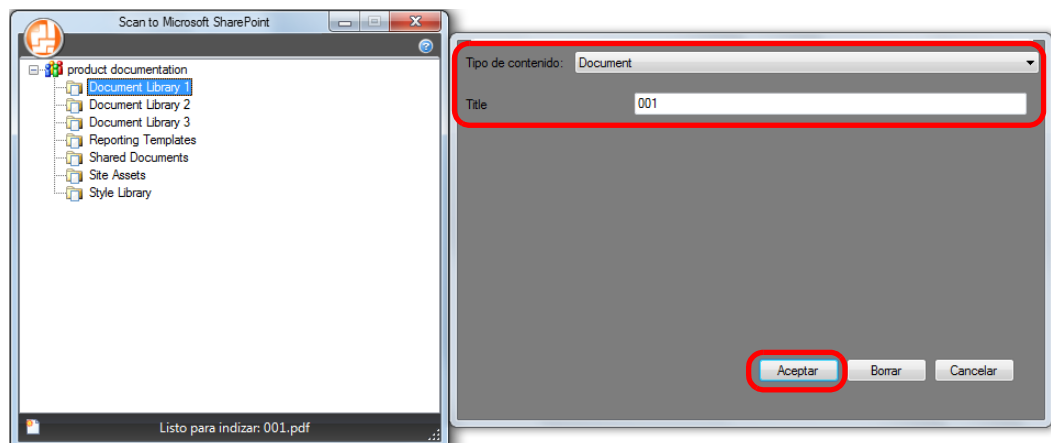 Scan to Microsoft SharePoint
product documentation
Document Library 1
Document Library 2
Document Library 3
Reporting Templates
Shared Documents
Site Assets
Style Library
Listo para indizar: 001.pdf
Tipo de contenido: Document
Title 001
Aceptar Borrar Cancelar